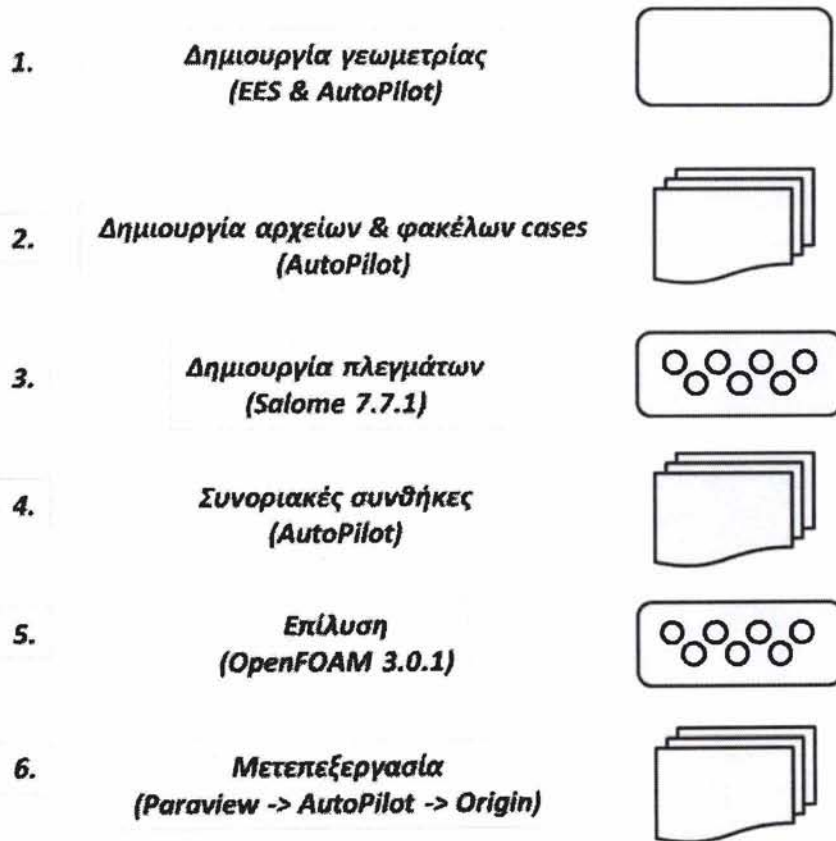 1. Δημιουργία γεωμετρίας
(EES & AutoPilot)
2. Δημιουργία αρχείων & φακέλων cases
(AutoPilot)
3. Δημιουργία πλεγμάτων
(Salome 7.7.1)
4. Συνοριακές συνθήκες
(AutoPilot)
5. Επίλυση
(OpenFOAM 3.0.1)
6. Μετεπεξεργασία
(Paraview -> AutoPilot -> Origin)